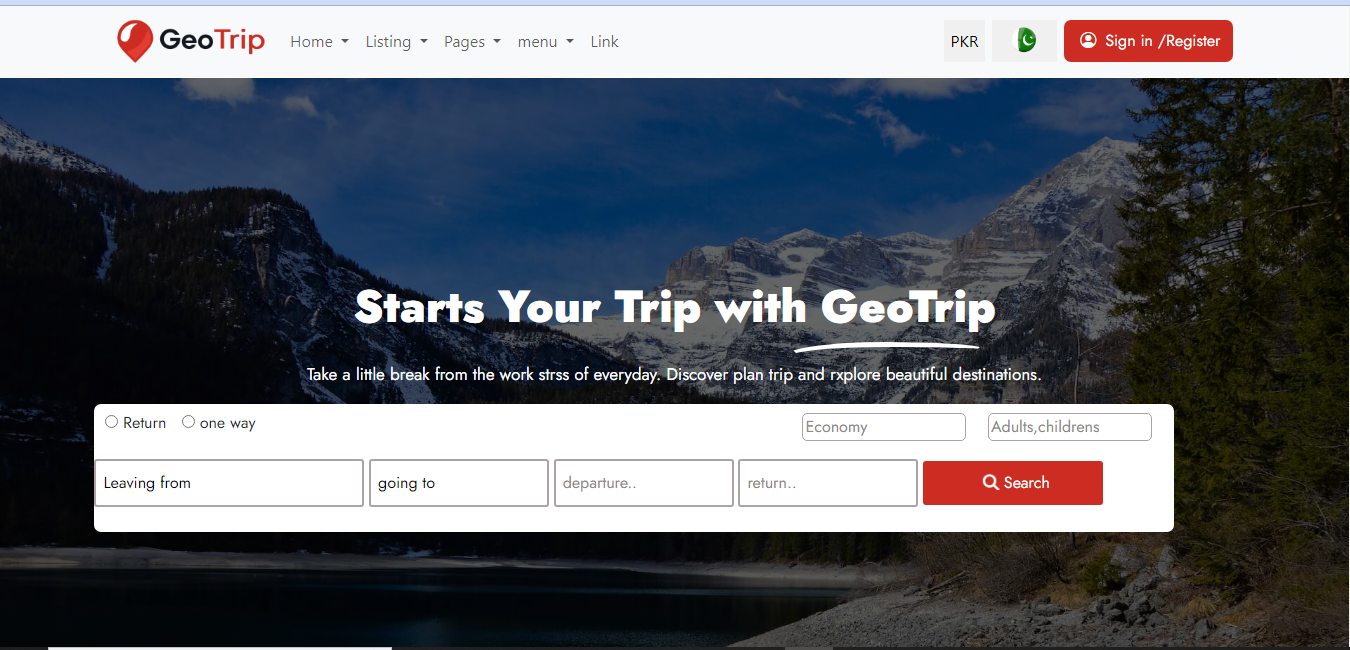 GeoTrip Home Listing Pages menu Link PKR Sign in /Register
Starts Your Trip with GeoTrip
Take a little break from the work strss of everyday. Discover plan trip and rxplore beautiful destinations.
Return one way Economy Adults,childrens
Leaving from going to departure.. return.. Search